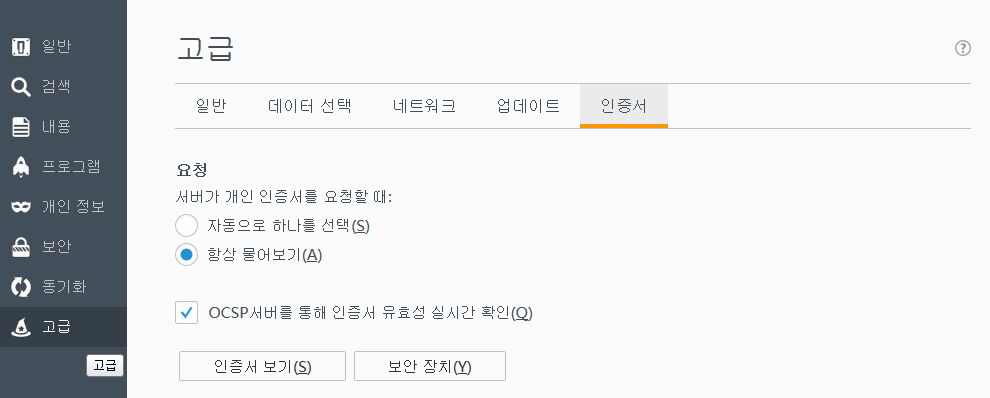 일반
검색
내용
프로그램
개인 정보
보안
동기화
고급
고급
고급
?
일반 데이터 선택 네트워크 업데이트 인증서
요청
서버가 개인 인증서를 요청할 때:
자동으로 하나를 선택(S)
항상 물어보기(A)
OCSP서버를 통해 인증서 유효성 실시간 확인(Q)
인증서 보기(S) 보안 장치(Y)